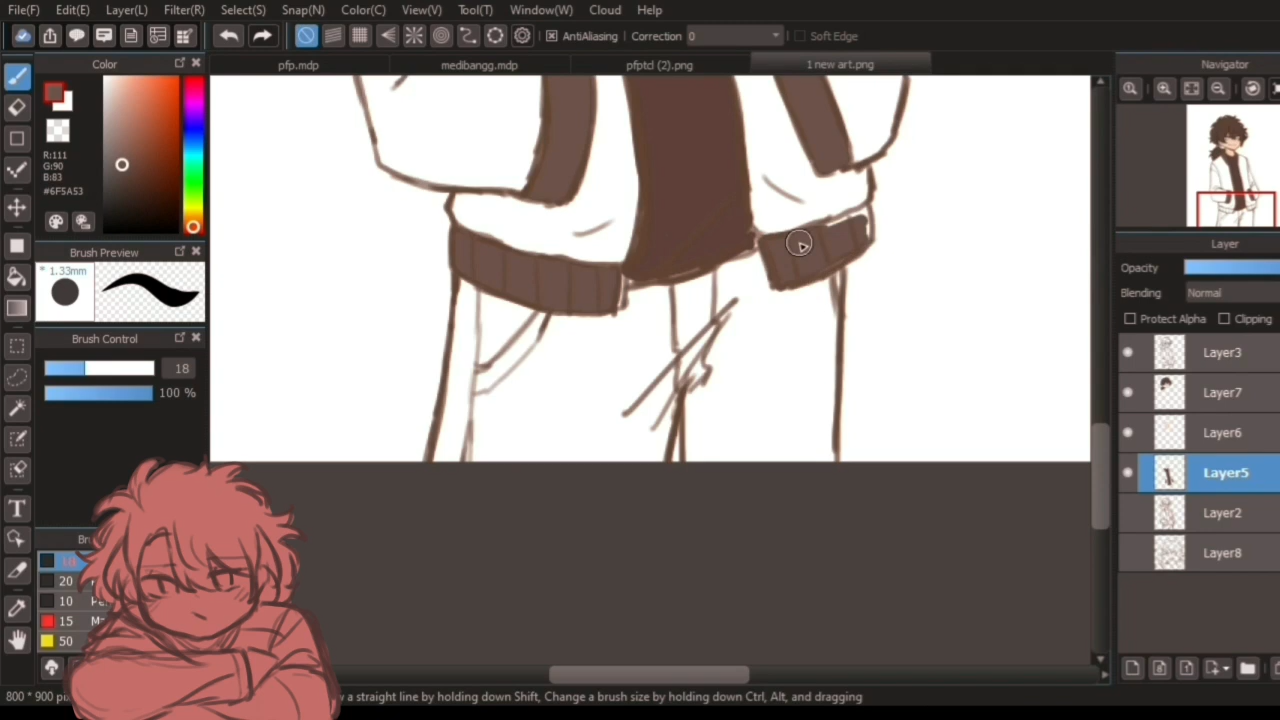 File(F) Edit(E) Layer(L) Filter(R) Select(S) Snap(N) Color(C) View(V) Tool(T) Window(W) Cloud Help
AntiAliasing Correction 0 Soft Edge
Color
pfp.mdp medibangg.mdp pfptcl (2).png 1 new art.png
Navigator
R:111
G:90
B:83
#6F5A53
Brush Preview
* 1.33mm
Brush Control
18
100 %
Layer
Opacity
Blending Normal
Protect Alpha Clipping
Layer3
Layer7
Layer6
Layer5
Layer2
Layer8
20
10
15
50
800 * 900 a straight line by holding down Shift, Change a brush size by holding down Ctrl, Alt, and dragging